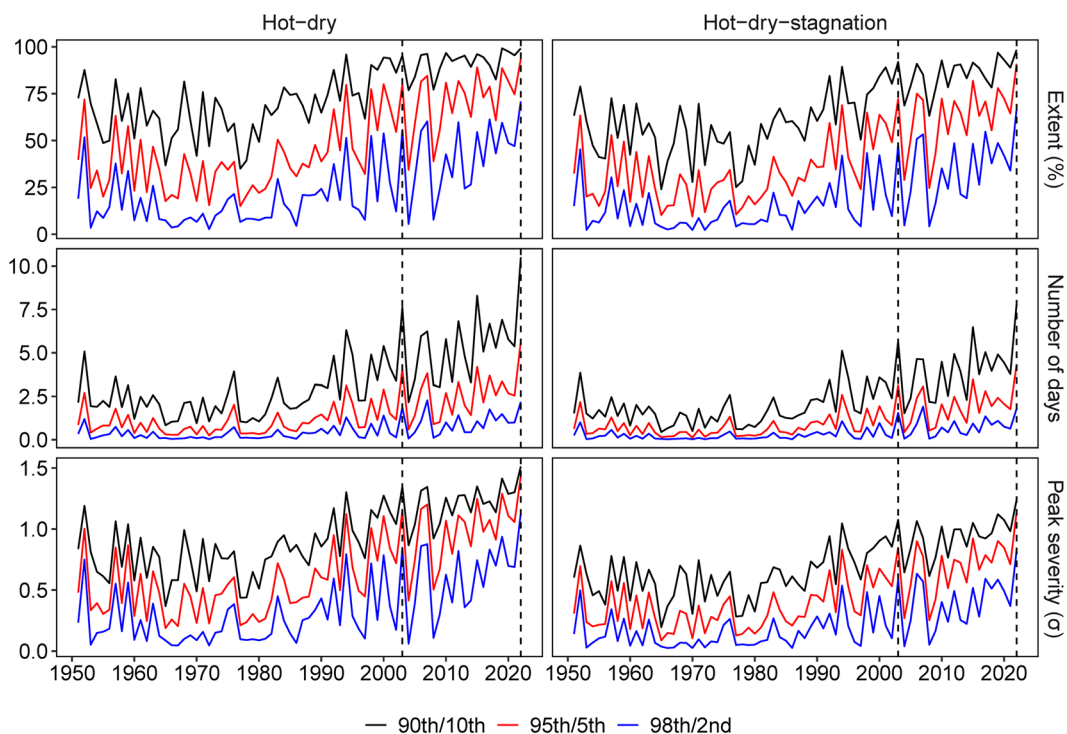 Hot−dry Hot−dry−stagnation
100
75
50
25
0
Extent (%)
10.0
7.5
5.0
2.5
0.0
Number of days
1.5
1.0
0.5
0.0
Peak severity (σ)
1950 1960 1970 1980 1990 2000 2010 2020 1950 1960 1970 1980 1990 2000 2010 2020
90th/10th 95th/5th 98th/2nd